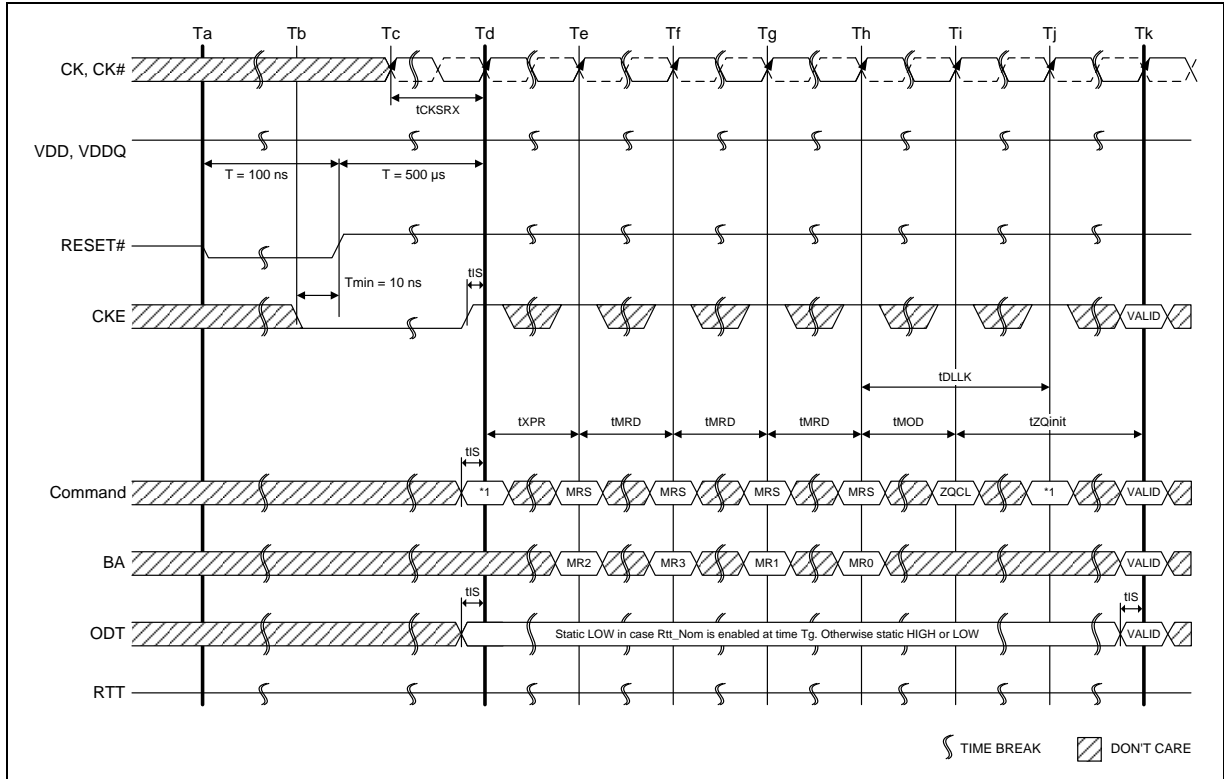 Ta Tb Tc Td Te Tf Tg Th Ti Tj Tk
CK, CK#
tCKSRX
VDD, VDDQ
T = 100 ns T = 500 µs
RESET#
Tmin = 10 ns tIS
CKE VALID
tDLLK
tXPR tMRD tMRD tMRD tMOD tZQinit
tIS
Command *1 MRS MRS MRS MRS ZQCL *1 VALID
BA MR2 MR3 MR1 MR0 VALID
tIS tIS
ODT Static LOW in case Rtt_Nom is enabled at time Tg. Otherwise static HIGH or LOW VALID
RTT
TIME BREAK DON'T CARE